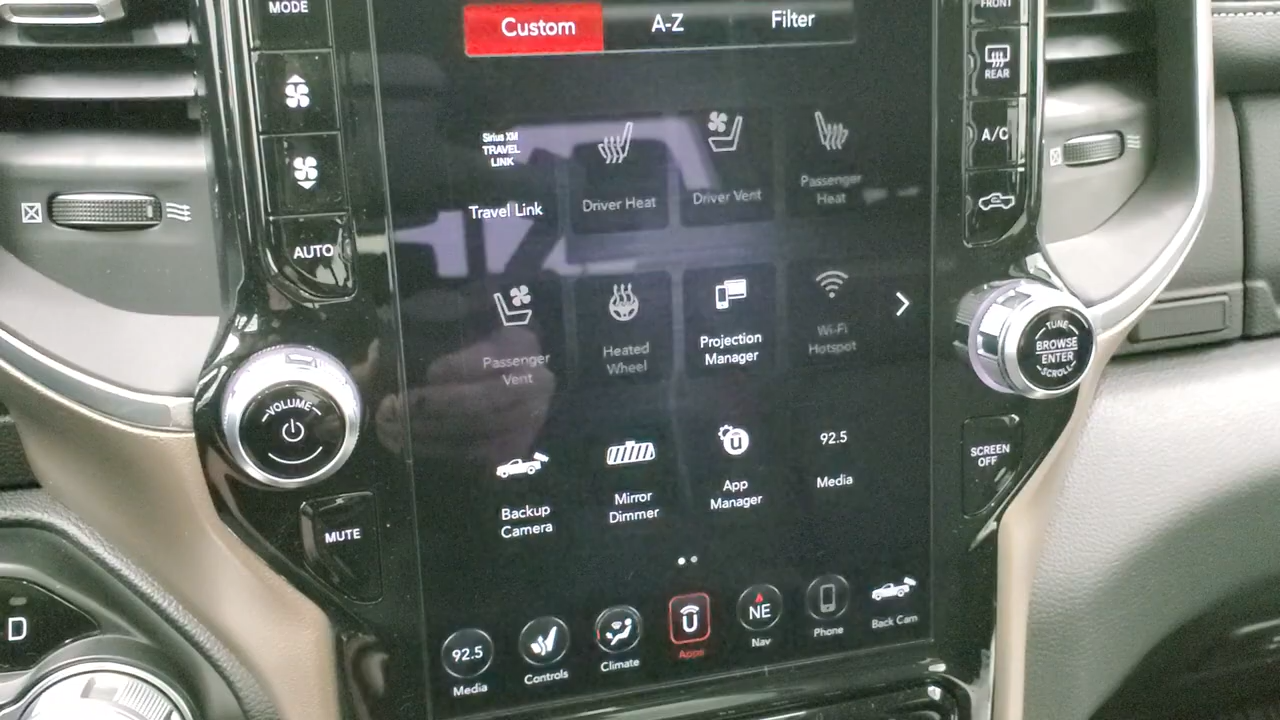 MODE
Custom
A-Z
Filter
FRONT
REAR
A/C
Sirius XM
TRAVEL
LINK
Travel Link
Driver Heat
Driver Vent
Passenger
Heat
AUTO
Passenger
Vent
Heated
Wheel
Projection
Manager
Wi-Fi
Hotspot
TUNE
BROWSE
ENTER
SCROLL
VOLUME
SCREEN
OFF
MUTE
Backup
Camera
Mirror
Dimmer
App
Manager
92.5
Media
D
92.5
Media
Controls
Climate
Apps
NE
Nav
Phone
Back Cam